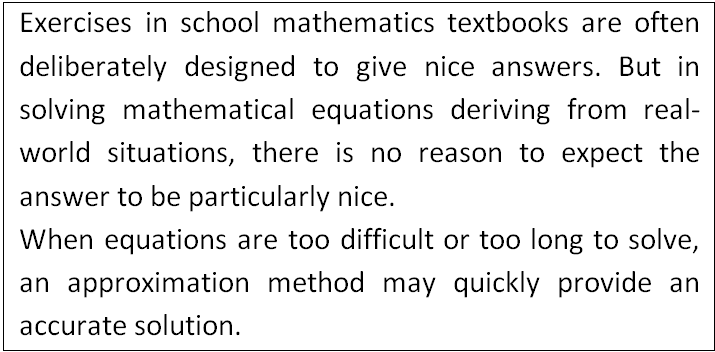 Exercises in school mathematics textbooks are often
deliberately designed to give nice answers. But in
solving mathematical equations deriving from real-
world situations, there is no reason to expect the
answer to be particularly nice.
When equations are too difficult or too long to solve,
an approximation method may quickly provide an
accurate solution.